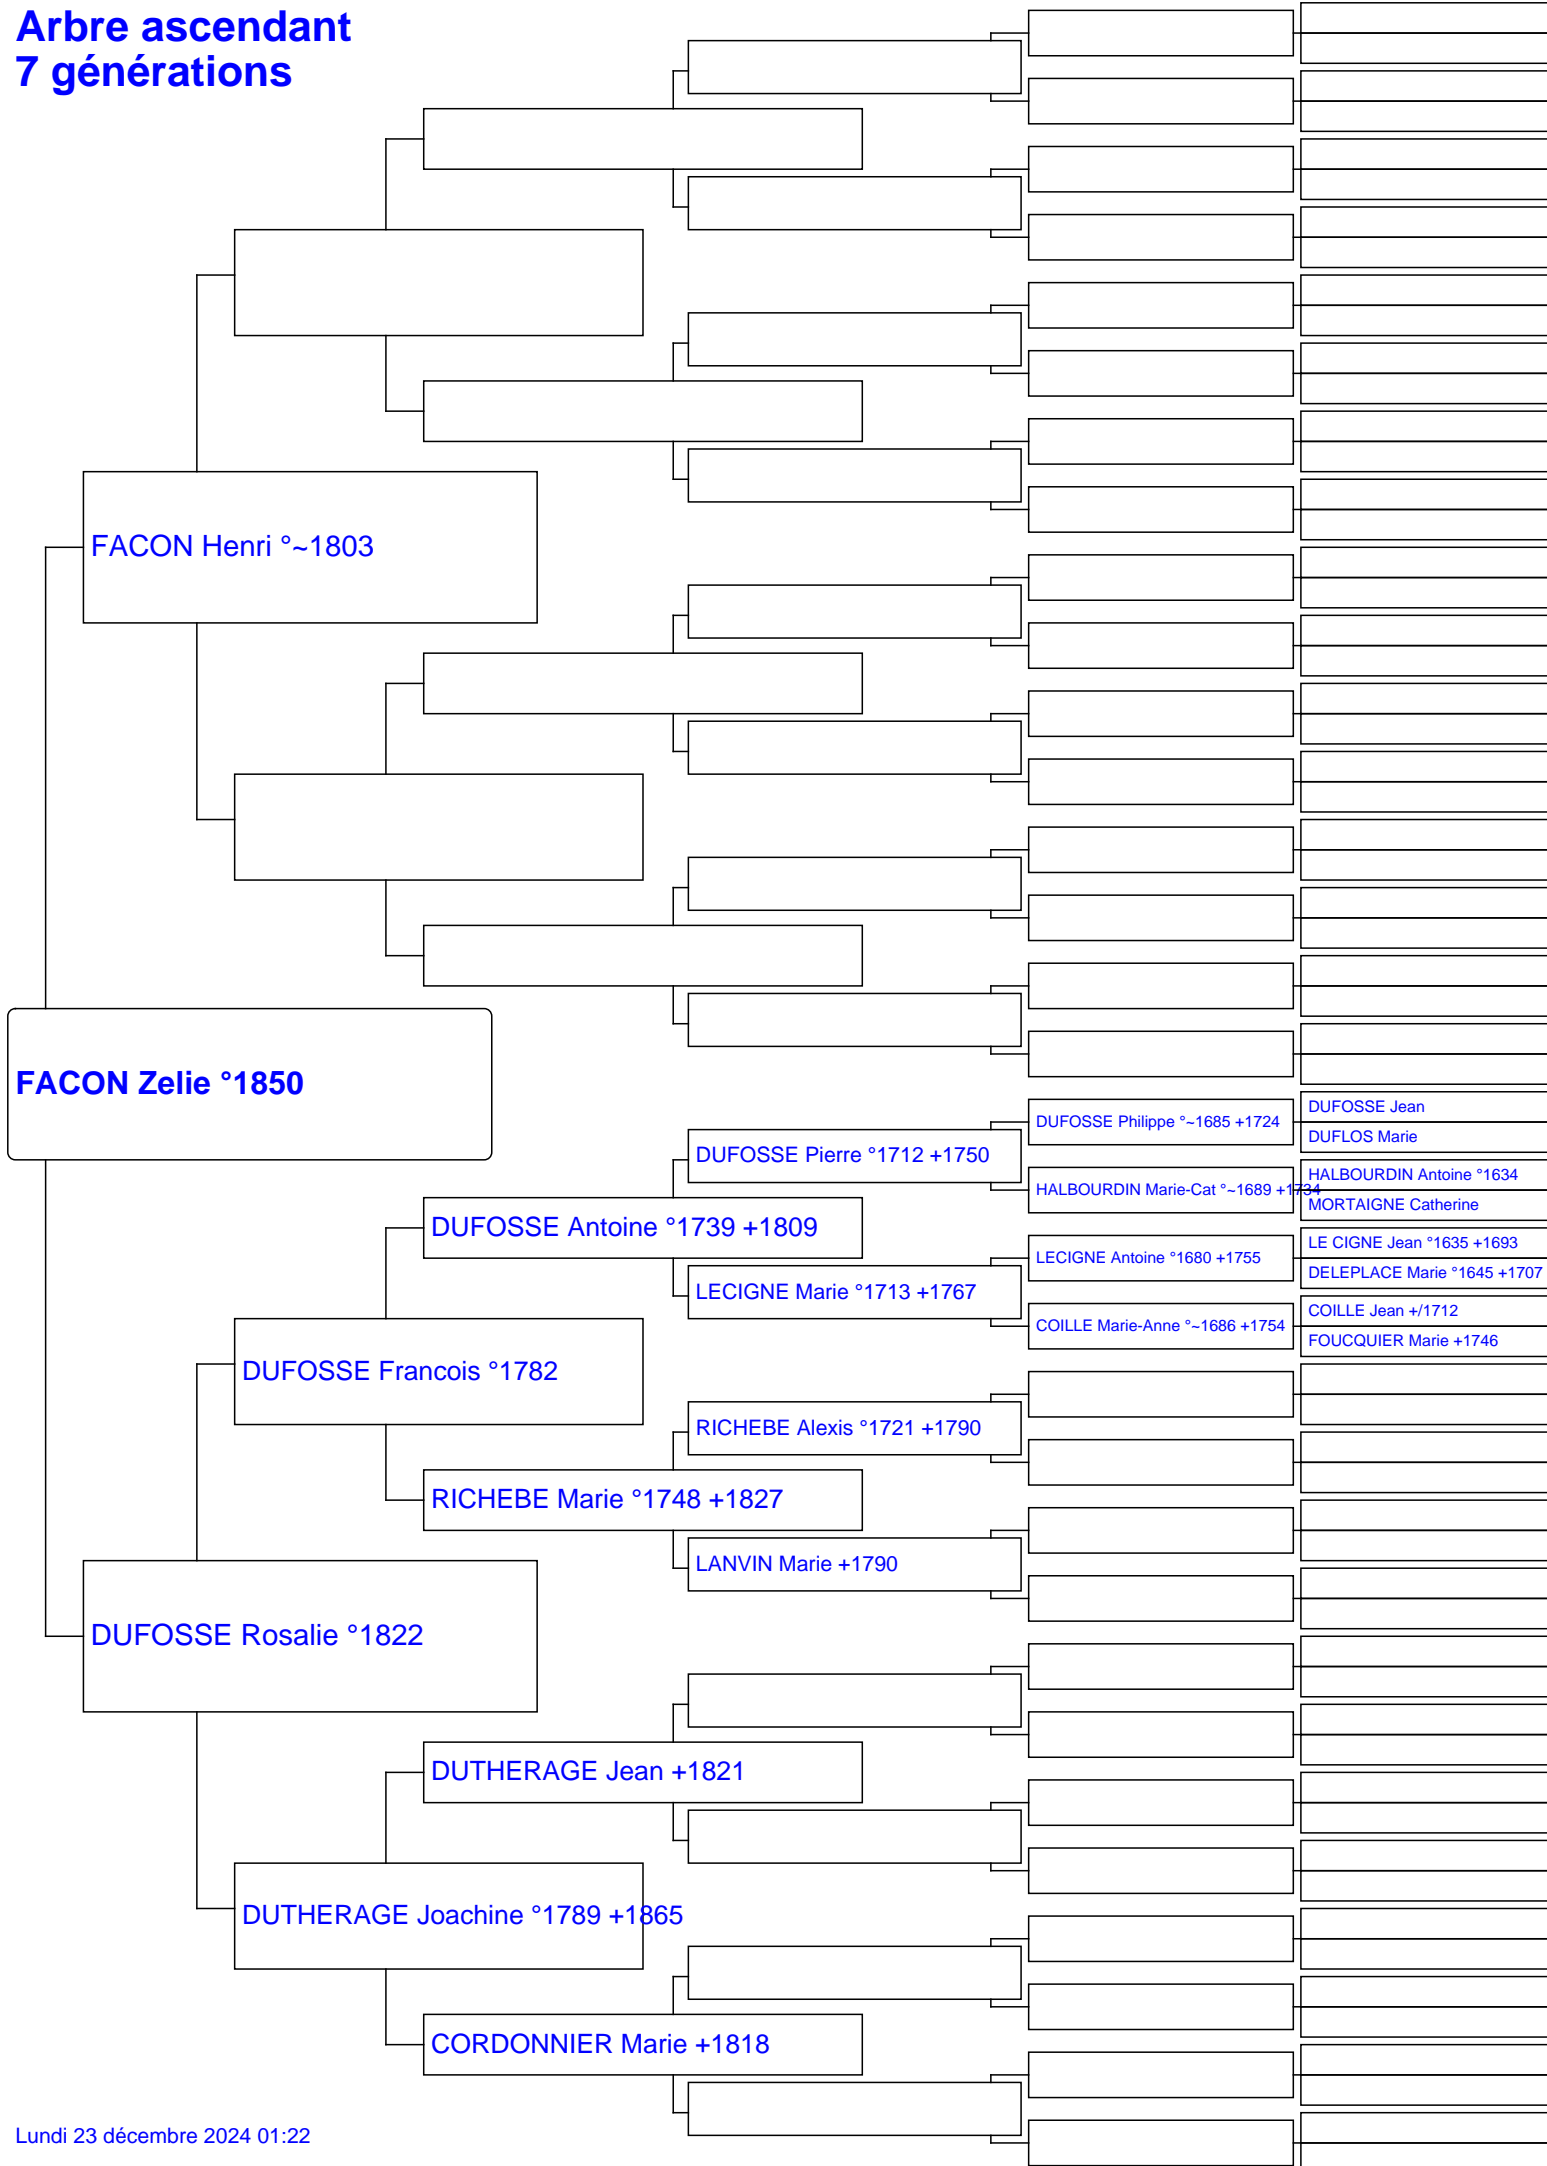 Arbre ascendant
7 générations
FACON Henri °~1803
FACON Zelie °1850
DUFOSSE Jean
DUFOSSE Philippe °~1685 +1724
DUFLOS Marie
DUFOSSE Pierre °1712 +1750
HALBOURDIN Antoine °1634
HALBOURDIN Marie-Cat °~1689 +1734
MORTAIGNE Catherine
DUFOSSE Antoine °1739 +1809
LE CIGNE Jean °1635 +1693
LECIGNE Antoine °1680 +1755
DELEPLACE Marie °1645 +1707
LECIGNE Marie °1713 +1767
COILLE Jean +/1712
COILLE Marie-Anne °~1686 +1754
FOUCQUIER Marie +1746
DUFOSSE Francois °1782
RICHEBE Alexis °1721 +1790
RICHEBE Marie °1748 +1827
LANVIN Marie +1790
DUFOSSE Rosalie °1822
DUTHERAGE Jean +1821
DUTHERAGE Joachine °1789 +1865
CORDONNIER Marie +1818
Lundi 23 décembre 2024 01:22